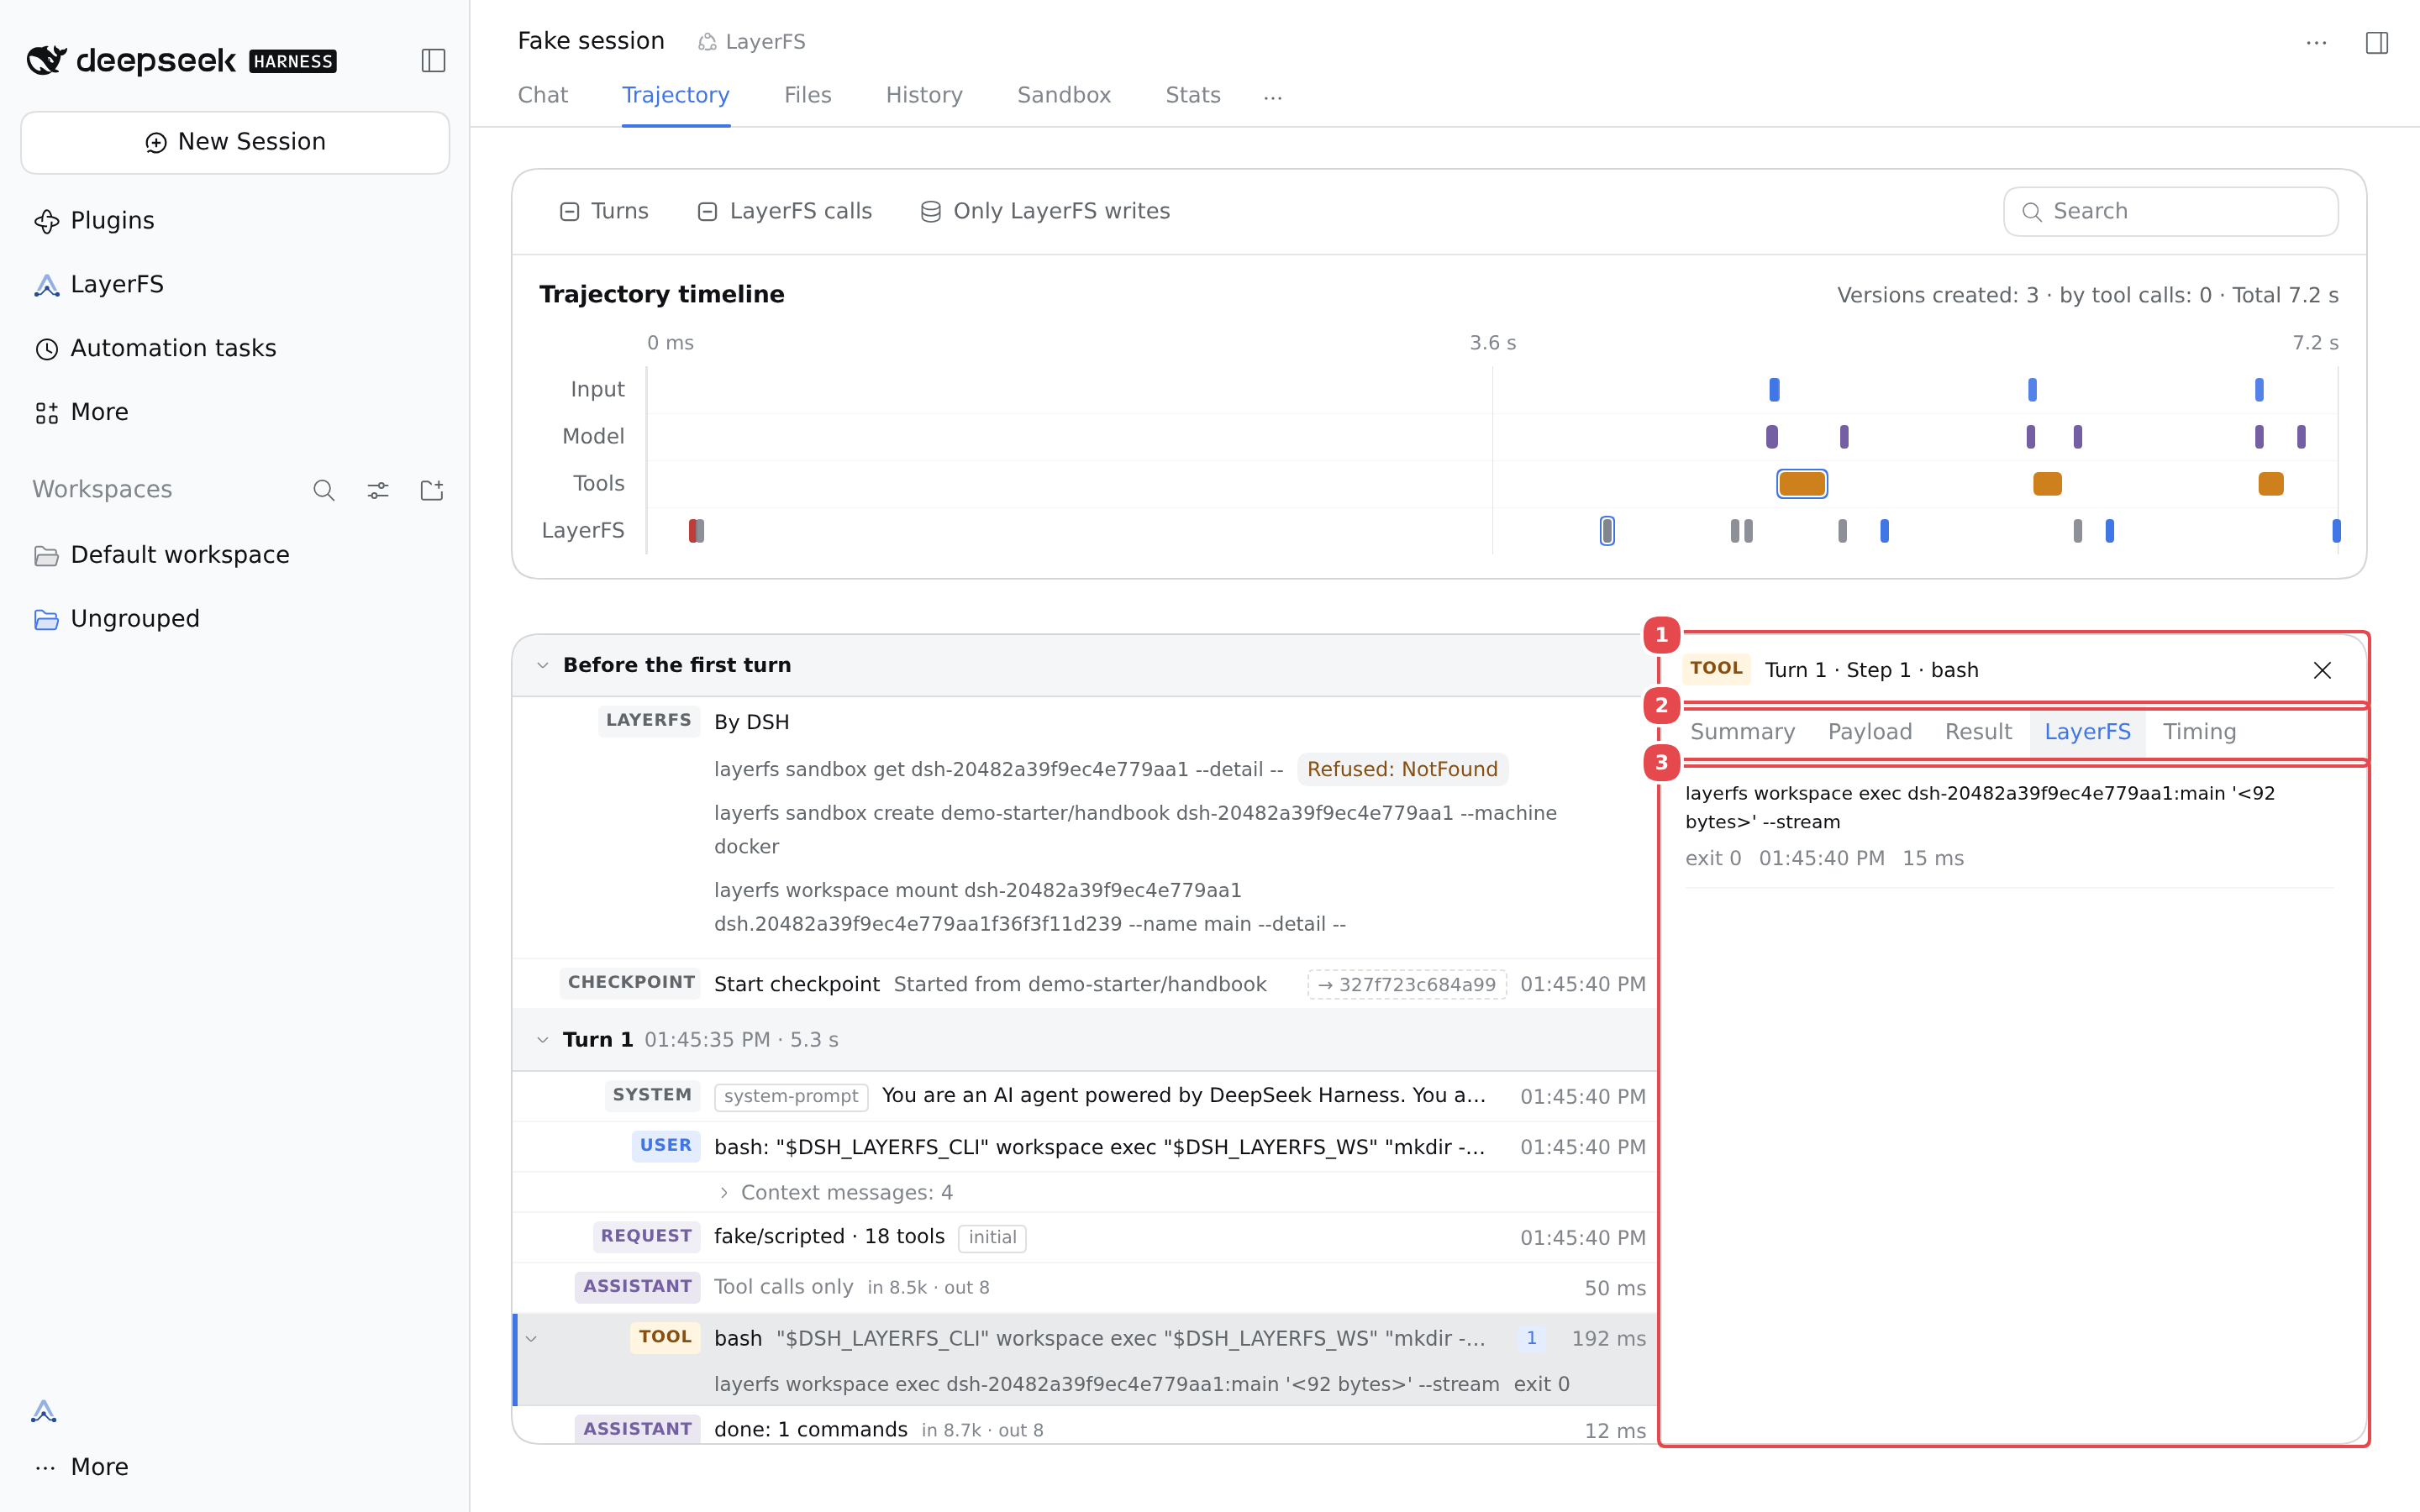 deepseek HARNESS
New Session
Plugins
LayerFS
Automation tasks
More
Workspaces
Default workspace
Ungrouped
More
Fake session LayerFS
Chat Trajectory Files History Sandbox Stats ...
Turns LayerFS calls Only LayerFS writes Search
Trajectory timeline Versions created: 3 · by tool calls: 0 · Total 7.2 s
0 ms 3.6 s 7.2 s
Input
Model
Tools
LayerFS
Before the first turn
LAYERFS By DSH
layerfs sandbox get dsh-20482a39f9ec4e779aa1 --detail -- Refused: NotFound
layerfs sandbox create demo-starter/handbook dsh-20482a39f9ec4e779aa1 --machine
docker
layerfs workspace mount dsh-20482a39f9ec4e779aa1
dsh.20482a39f9ec4e779aa1f36f3f11d239 --name main --detail --
CHECKPOINT Start checkpoint Started from demo-starter/handbook → 327f723c684a99 01:45:40 PM
Turn 1 01:45:35 PM · 5.3 s
SYSTEM system-prompt You are an AI agent powered by DeepSeek Harness. You a... 01:45:40 PM
USER bash: "$DSH_LAYERFS_CLI" workspace exec "$DSH_LAYERFS_WS" "mkdir -... 01:45:40 PM
Context messages: 4
REQUEST fake/scripted · 18 tools initial 01:45:40 PM
ASSISTANT Tool calls only in 8.5k · out 8 50 ms
TOOL bash "$DSH_LAYERFS_CLI" workspace exec "$DSH_LAYERFS_WS" "mkdir -... 1 192 ms
layerfs workspace exec dsh-20482a39f9ec4e779aa1:main '<92 bytes>' --stream exit 0
ASSISTANT done: 1 commands in 8.7k · out 8 12 ms
1
TOOL Turn 1 · Step 1 · bash
2
Summary Payload Result LayerFS Timing
3
layerfs workspace exec dsh-20482a39f9ec4e779aa1:main '<92
bytes>' --stream
exit 0 01:45:40 PM 15 ms